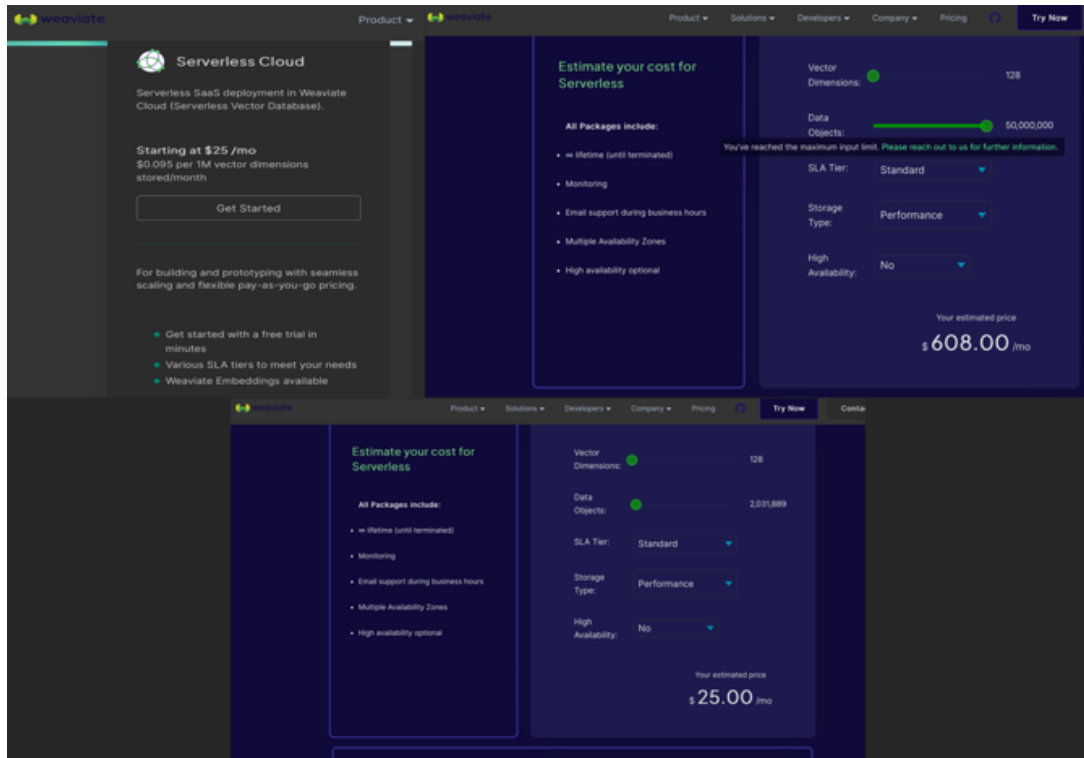 weaviate
Product
Serverless Cloud
Serverless SaaS deployment in Weaviate
Cloud (Serverless Vector Database).
Starting at $25 /mo
$0.095 per 1M vector dimensions
stored/month
Get Started
For building and prototyping with seamless
scaling and flexible pay-as-you-go pricing.
Get started with a free trial in
minutes
Various SLA tiers to meet your needs
Weaviate Embeddings available
weaviate
Product Solutions Developers Company Pricing Try Now
Estimate your cost for
Serverless
All Packages include:
• ∞ lifetime (until terminated)
• Monitoring
• Email support during business hours
• Multiple Availability Zones
• High availability optional
Vector
Dimensions:
128
Data
Objects:
50,000,000
You've reached the maximum input limit. Please reach out to us for further information.
SLA Tier: Standard
Storage
Type:
Performance
High
Availability:
No
Your estimated price
$ 608.00 /mo
weaviate
Product Solutions Developers Company Pricing Try Now Conta
Estimate your cost for
Serverless
All Packages include:
• ∞ lifetime (until terminated)
• Monitoring
• Email support during business hours
• Multiple Availability Zones
• High availability optional
Vector
Dimensions:
128
Data
Objects:
2,031,889
SLA Tier: Standard
Storage
Type:
Performance
High
Availability:
No
Your estimated price
$ 25.00 /mo